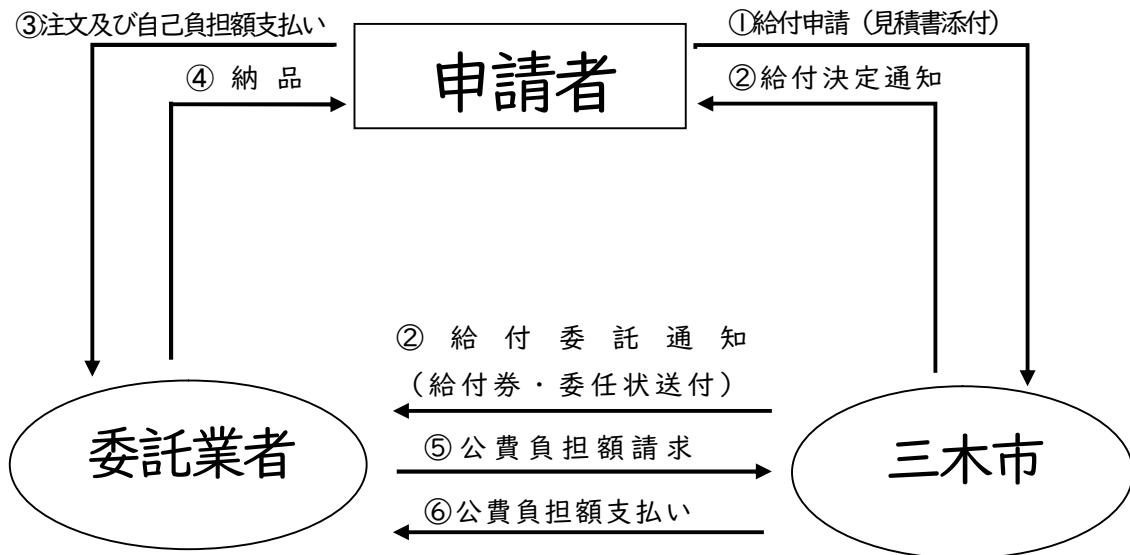 ③注文及び自己負担額支払い
①給付申請（見積書添付）
④納品
申請者
②給付決定通知
②給付委託通知
（給付券・委任状送付）
委託業者
⑤公費負担額請求
三木市
⑥公費負担額支払い